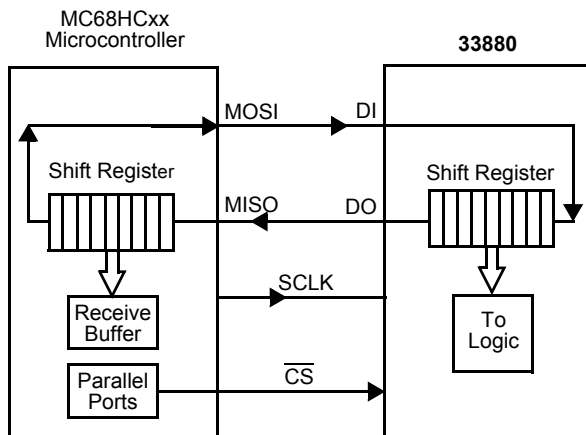 MC68HCxx
Microcontroller
33880
MOSI
DI
Shift Register
Shift Register
MISO
DO
SCLK
Receive
Buffer
To
Logic
Parallel
Ports
CS